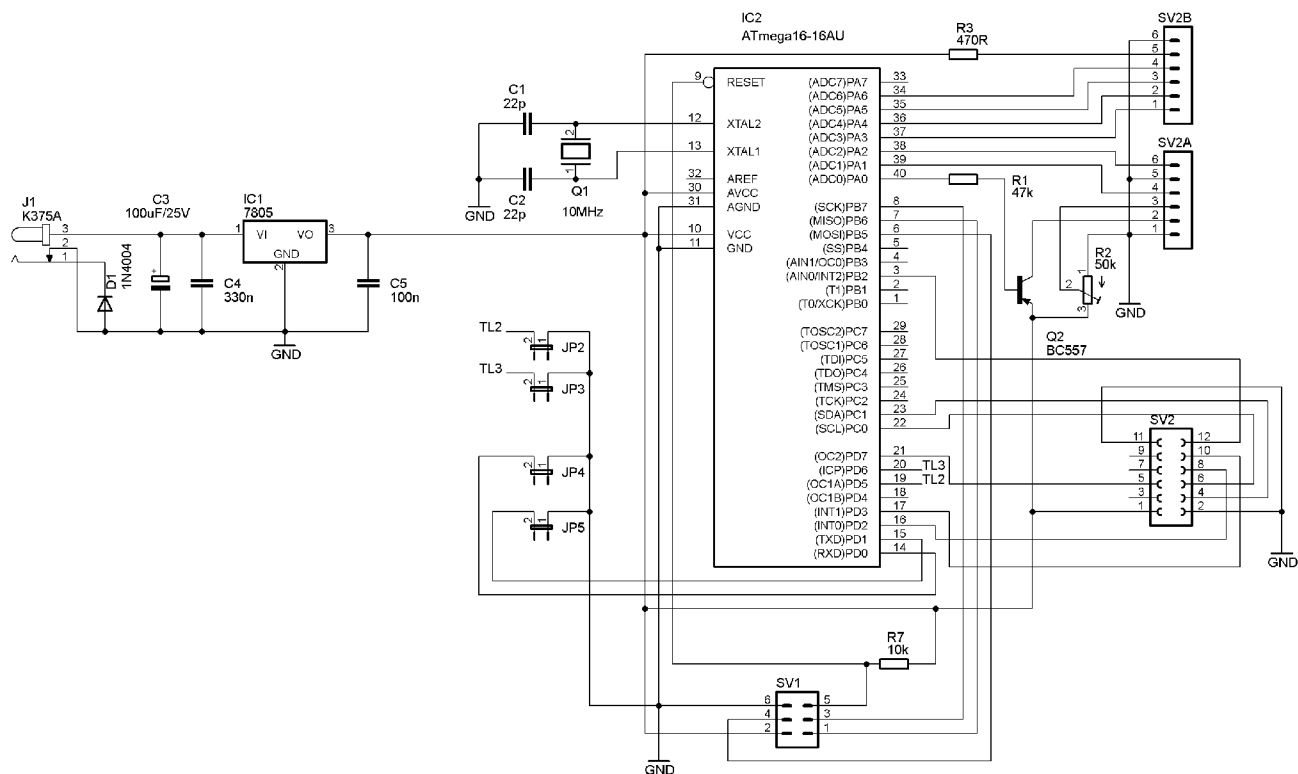 IC2
ATmega16-16AU
9 RESET
12 XTAL2
13 XTAL1
32 AREF
30 AVCC
31 AGND
10 VCC
11 GND
(ADC7)PA7 33
(ADC6)PA6 34
(ADC5)PA5 35
(ADC4)PA4 36
(ADC3)PA3 37
(ADC2)PA2 38
(ADC1)PA1 39
(ADC0)PA0 40
(SCK)PB7 8
(MISO)PB6 7
(MOSI)PB5 6
(SS)PB4 5
(AIN1/OC0)PB3 4
(AIN0/INT2)PB2 3
(T1)PB1 2
(T0/XCK)PB0 1
(TOSC2)PC7 29
(TOSC1)PC6 28
(TDI)PC5 27
(TDO)PC4 26
(TMS)PC3 25
(TCK)PC2 24
(SDA)PC1 23
(SCL)PC0 22
(OC2)PD7 21
(ICP)PD6 20 TL3
(OC1A)PD5 19 TL2
(OC1B)PD4 18
(INT1)PD3 17
(INT0)PD2 16
(TXD)PD1 15
(RXD)PD0 14
C1
22p
C2
22p
2
1
Q1
10MHz
GND
J1
K375A
3
2
1
D1
1N4004
C3
100uF/25V
+
C4
330n
IC1
7805
1 VI VO 3
GND
2
GND
C5
100n
TL2 2 1 JP2
TL3 2 1 JP3
2 1 JP4
2 1 JP5
R3
470R
SV2B
6
5
4
3
2
1
SV2A
6
5
4
3
2
1
R1
47k
R2
50k
1
2
3
GND
Q2
BC557
SV2
11 12
9 10
7 8
5 6
3 4
1 2
GND
R7
10k
SV1
6 5
4 3
2 1
GND